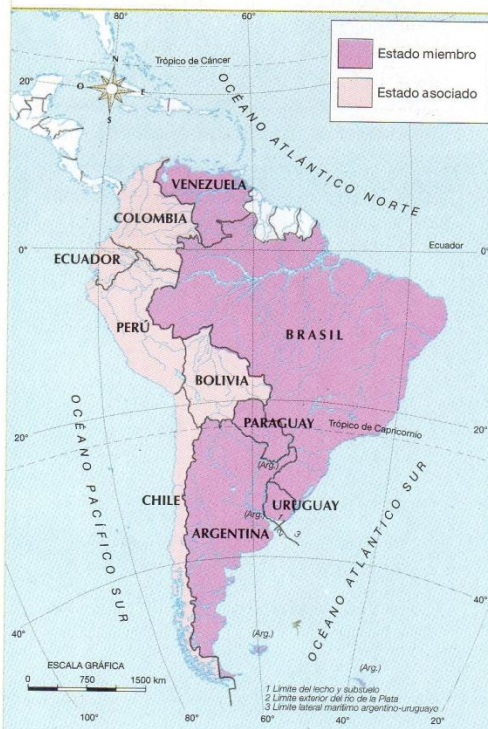 80°
60°
Estado miembro
Estado asociado
Trópico de Cáncer
N
O
E
S
20°
OCÉANO ATLÁNTICO NORTE
VENEZUELA
COLOMBIA
0°
Ecuador
0°
ECUADOR
PERÚ
BRASIL
BOLIVIA
OCÉANO PACÍFICO SUR
PARAGUAY
Trópico de Capricornio
20°
20°
(Arg.)
CHILE
(Arg.)
URUGUAY
1
2
3
ARGENTINA
OCÉANO ATLÁNTICO SUR
40°
40°
(Arg.)
(Arg.)
ESCALA GRÁFICA
0 750 1500 km
1 Límite del lecho y subsuelo
2 Límite exterior del río de la Plata
3 Límite lateral marítimo argentino-uruguayo
100°
80°
60°
40°
20°